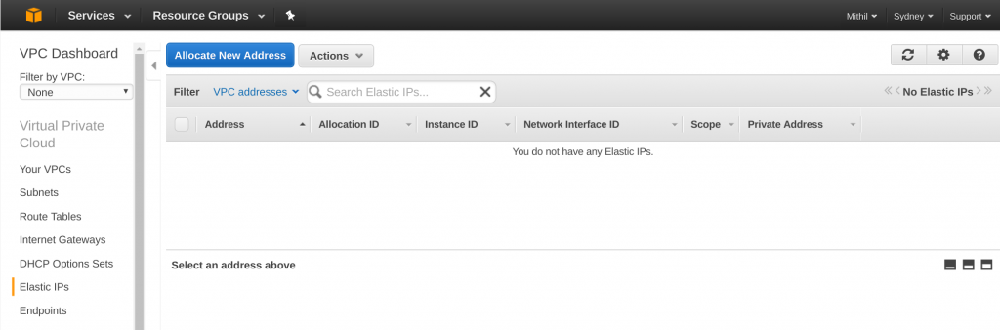 Services Resource Groups Mithil Sydney Support
VPC Dashboard
Filter by VPC:
None
Virtual Private
Cloud
Your VPCs
Subnets
Route Tables
Internet Gateways
DHCP Options Sets
Elastic IPs
Endpoints
Allocate New Address Actions
Filter VPC addresses Search Elastic IPs... No Elastic IPs
Address Allocation ID Instance ID Network Interface ID Scope Private Address
You do not have any Elastic IPs.
Select an address above